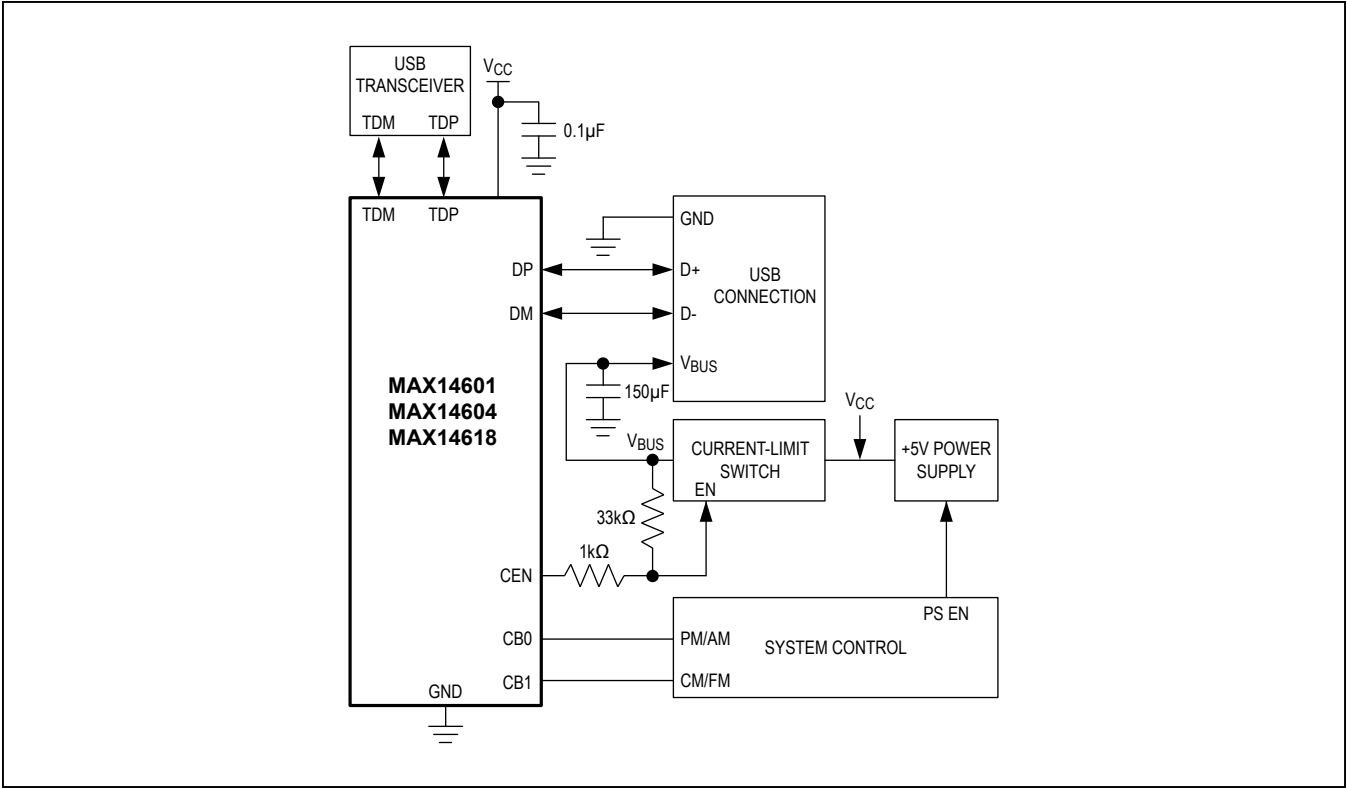 USB
TRANSCEIVER
TDM TDP
VCC
0.1µF
TDM TDP
GND
DP
D+
USB
CONNECTION
DM
D-
VBUS
MAX14601
MAX14604
MAX14618
150µF
VCC
VBUS
CURRENT-LIMIT
SWITCH
EN
+5V POWER
SUPPLY
33kΩ
1kΩ
CEN
PS EN
CB0
PM/AM
SYSTEM CONTROL
CB1
CM/FM
GND